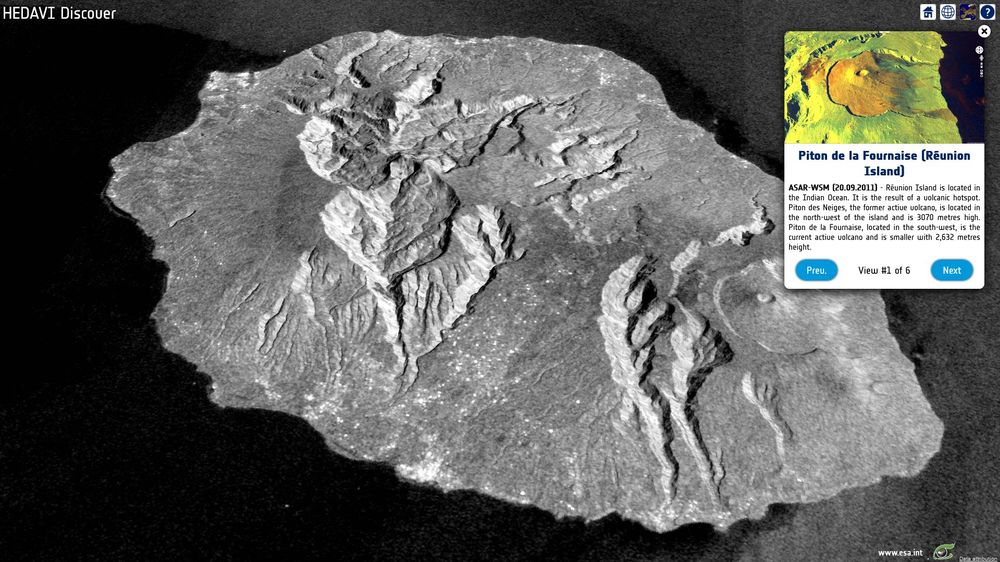 HEDAVI Discover
Piton de la Fournaise (Réunion
Island)
ASAR-WSM (20.09.2011) - Réunion Island is located in
the Indian Ocean. It is the result of a volcanic hotspot.
Piton des Neiges, the former active volcano, is located in
the north-west of the island and is 3070 metres high.
Piton de la Fournaise, located in the south-west, is the
current active volcano and is smaller with 2,632 metres
height.
Prev. View #1 of 6 Next
www.esa.int
Data attribution